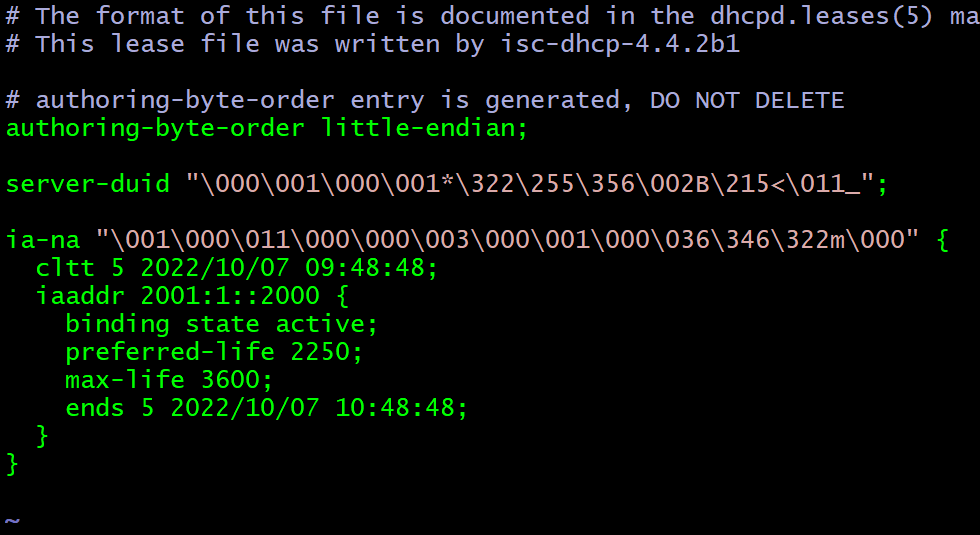 # The format of this file is documented in the dhcpd.leases(5) ma
# This lease file was written by isc-dhcp-4.4.2b1
# authoring-byte-order entry is generated, DO NOT DELETE
authoring-byte-order little-endian;
server-duid "\000\001\000\001*\322\255\356\002B\215<\011_";
ia-na "\001\000\011\000\000\003\000\001\000\036\346\322m\000" {
  cltt 5 2022/10/07 09:48:48;
  iaaddr 2001:1::2000 {
    binding state active;
    preferred-life 2250;
    max-life 3600;
    ends 5 2022/10/07 10:48:48;
  }
}
~